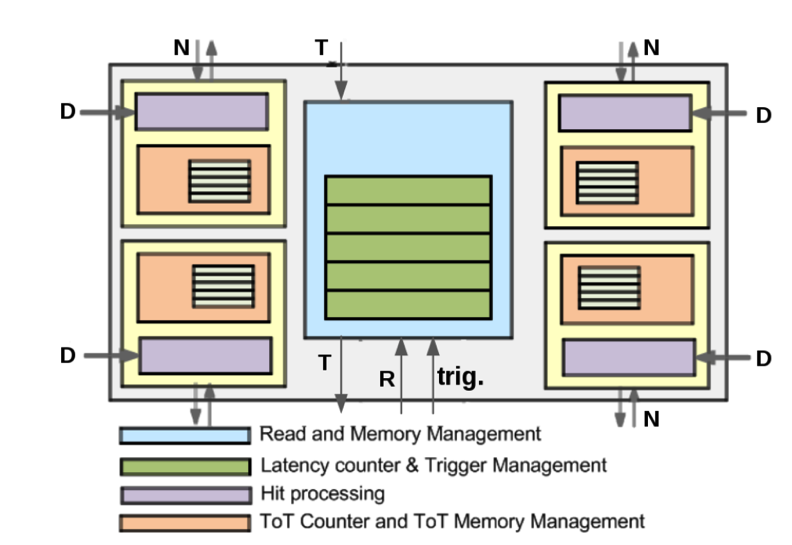 N
T
N
D
D
D
T
R
trig.
D
N
Read and Memory Management
Latency counter & Trigger Management
Hit processing
ToT Counter and ToT Memory Management